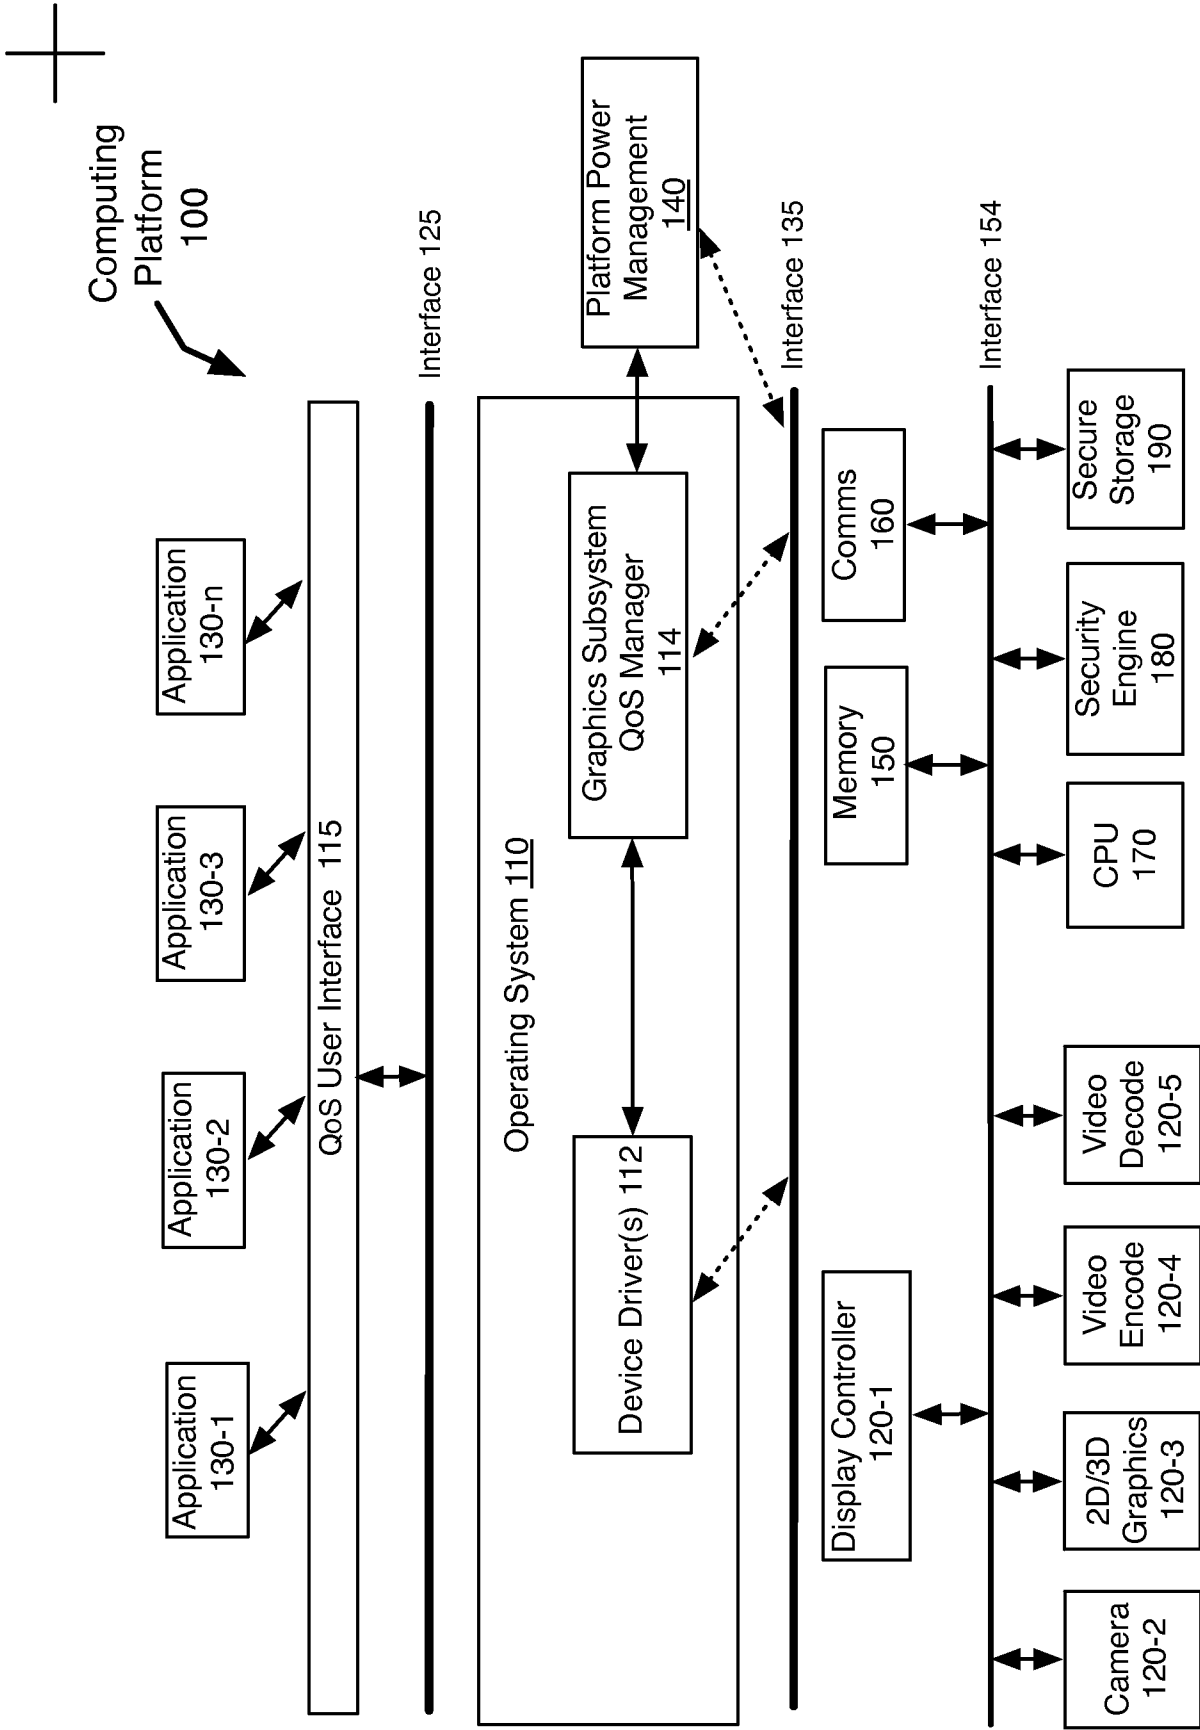 Computing
Platform
100
Application
130-1
Application
130-2
Application
130-3
Application
130-n
QoS User Interface  115
Interface 125
Operating System 110
Device Driver(s) 112
Graphics Subsystem
QoS Manager
114
Platform Power
Management
140
Interface 135
Display Controller
120-1
Memory
150
Comms
160
Interface 154
Camera
120-2
2D/3D
Graphics
120-3
Video
Encode
120-4
Video
Decode
120-5
CPU
170
Security
Engine
180
Secure
Storage
190